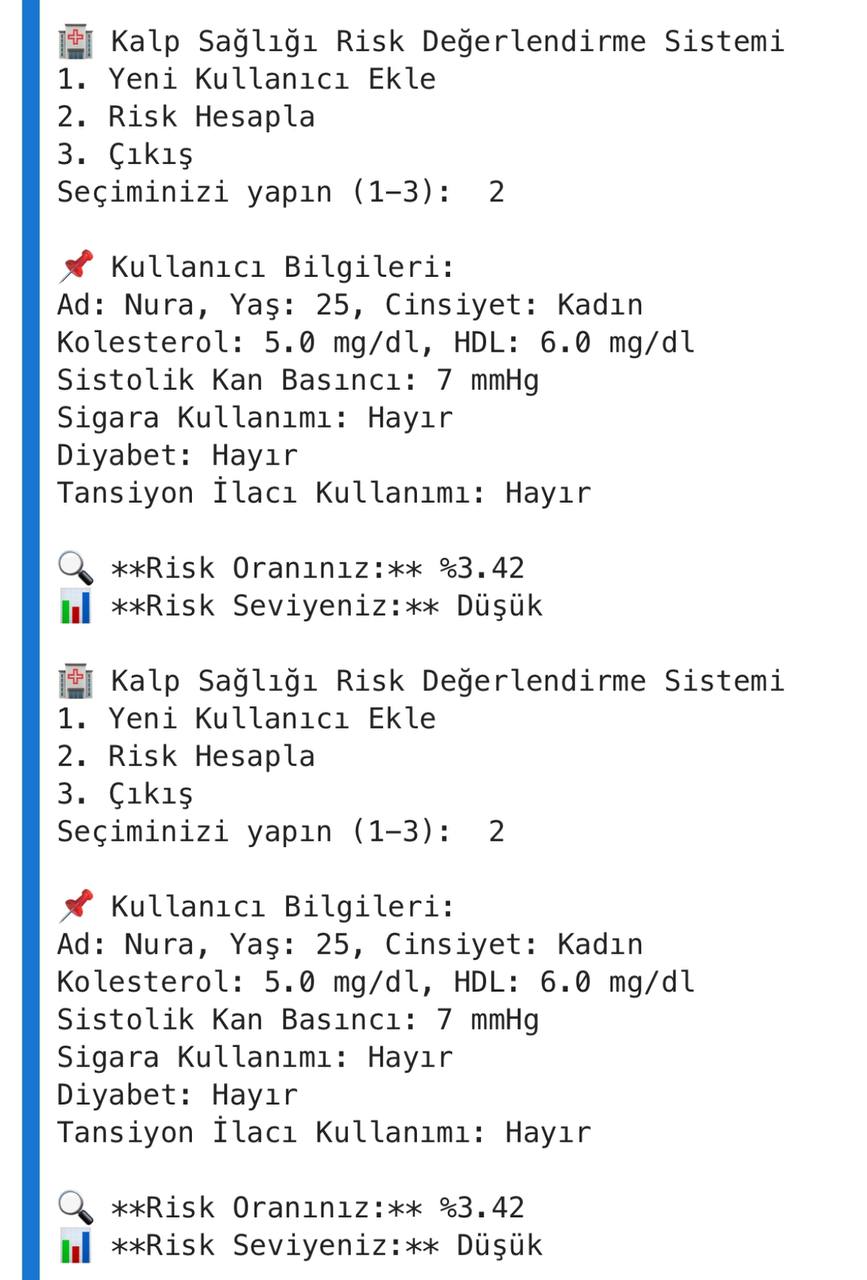 🏥 Kalp Sağlığı Risk Değerlendirme Sistemi
1. Yeni Kullanıcı Ekle
2. Risk Hesapla
3. Çıkış
Seçiminizi yapın (1-3):  2
📌 Kullanıcı Bilgileri:
Ad: Nura, Yaş: 25, Cinsiyet: Kadın
Kolesterol: 5.0 mg/dl, HDL: 6.0 mg/dl
Sistolik Kan Basıncı: 7 mmHg
Sigara Kullanımı: Hayır
Diyabet: Hayır
Tansiyon İlacı Kullanımı: Hayır
🔍 **Risk Oranınız:** %3.42
📊 **Risk Seviyeniz:** Düşük
🏥 Kalp Sağlığı Risk Değerlendirme Sistemi
1. Yeni Kullanıcı Ekle
2. Risk Hesapla
3. Çıkış
Seçiminizi yapın (1-3):  2
📌 Kullanıcı Bilgileri:
Ad: Nura, Yaş: 25, Cinsiyet: Kadın
Kolesterol: 5.0 mg/dl, HDL: 6.0 mg/dl
Sistolik Kan Basıncı: 7 mmHg
Sigara Kullanımı: Hayır
Diyabet: Hayır
Tansiyon İlacı Kullanımı: Hayır
🔍 **Risk Oranınız:** %3.42
📊 **Risk Seviyeniz:** Düşük